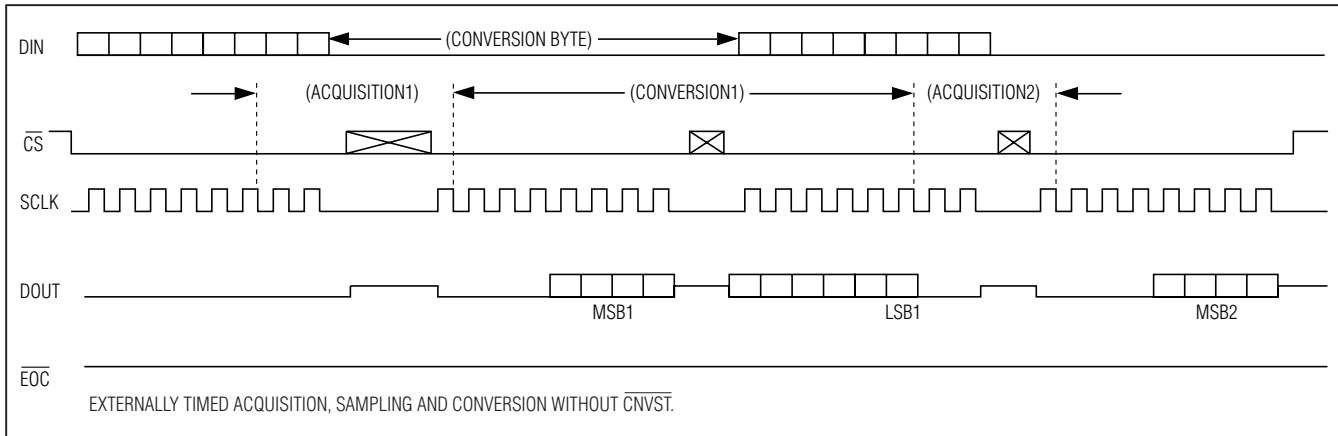 DIN
(CONVERSION BYTE)
(ACQUISITION1)
(CONVERSION1)
(ACQUISITION2)
CS
SCLK
DOUT
MSB1
LSB1
MSB2
EOC
EXTERNALLY TIMED ACQUISITION, SAMPLING AND CONVERSION WITHOUT CNVST.